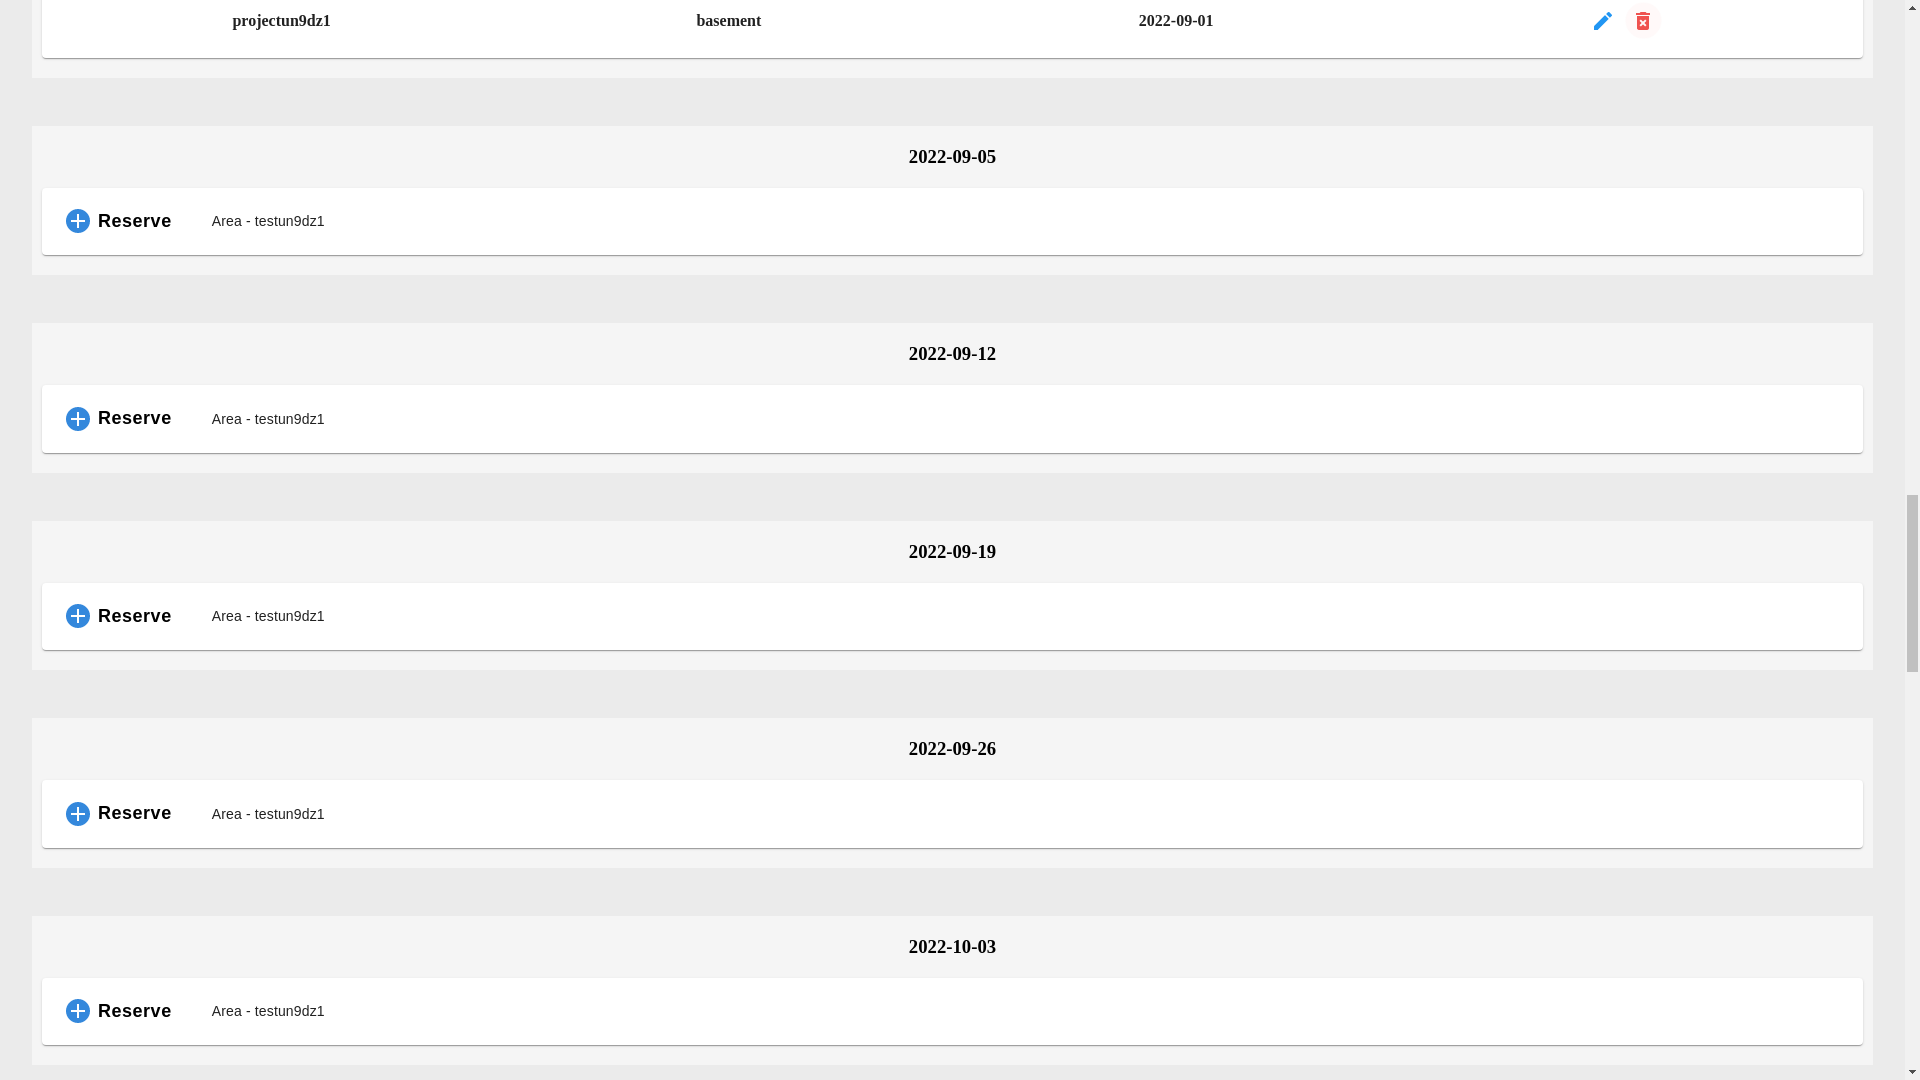 projectun9dz1 basement 2022-09-01
2022-09-05
Reserve Area - testun9dz1
2022-09-12
Reserve Area - testun9dz1
2022-09-19
Reserve Area - testun9dz1
2022-09-26
Reserve Area - testun9dz1
2022-10-03
Reserve Area - testun9dz1